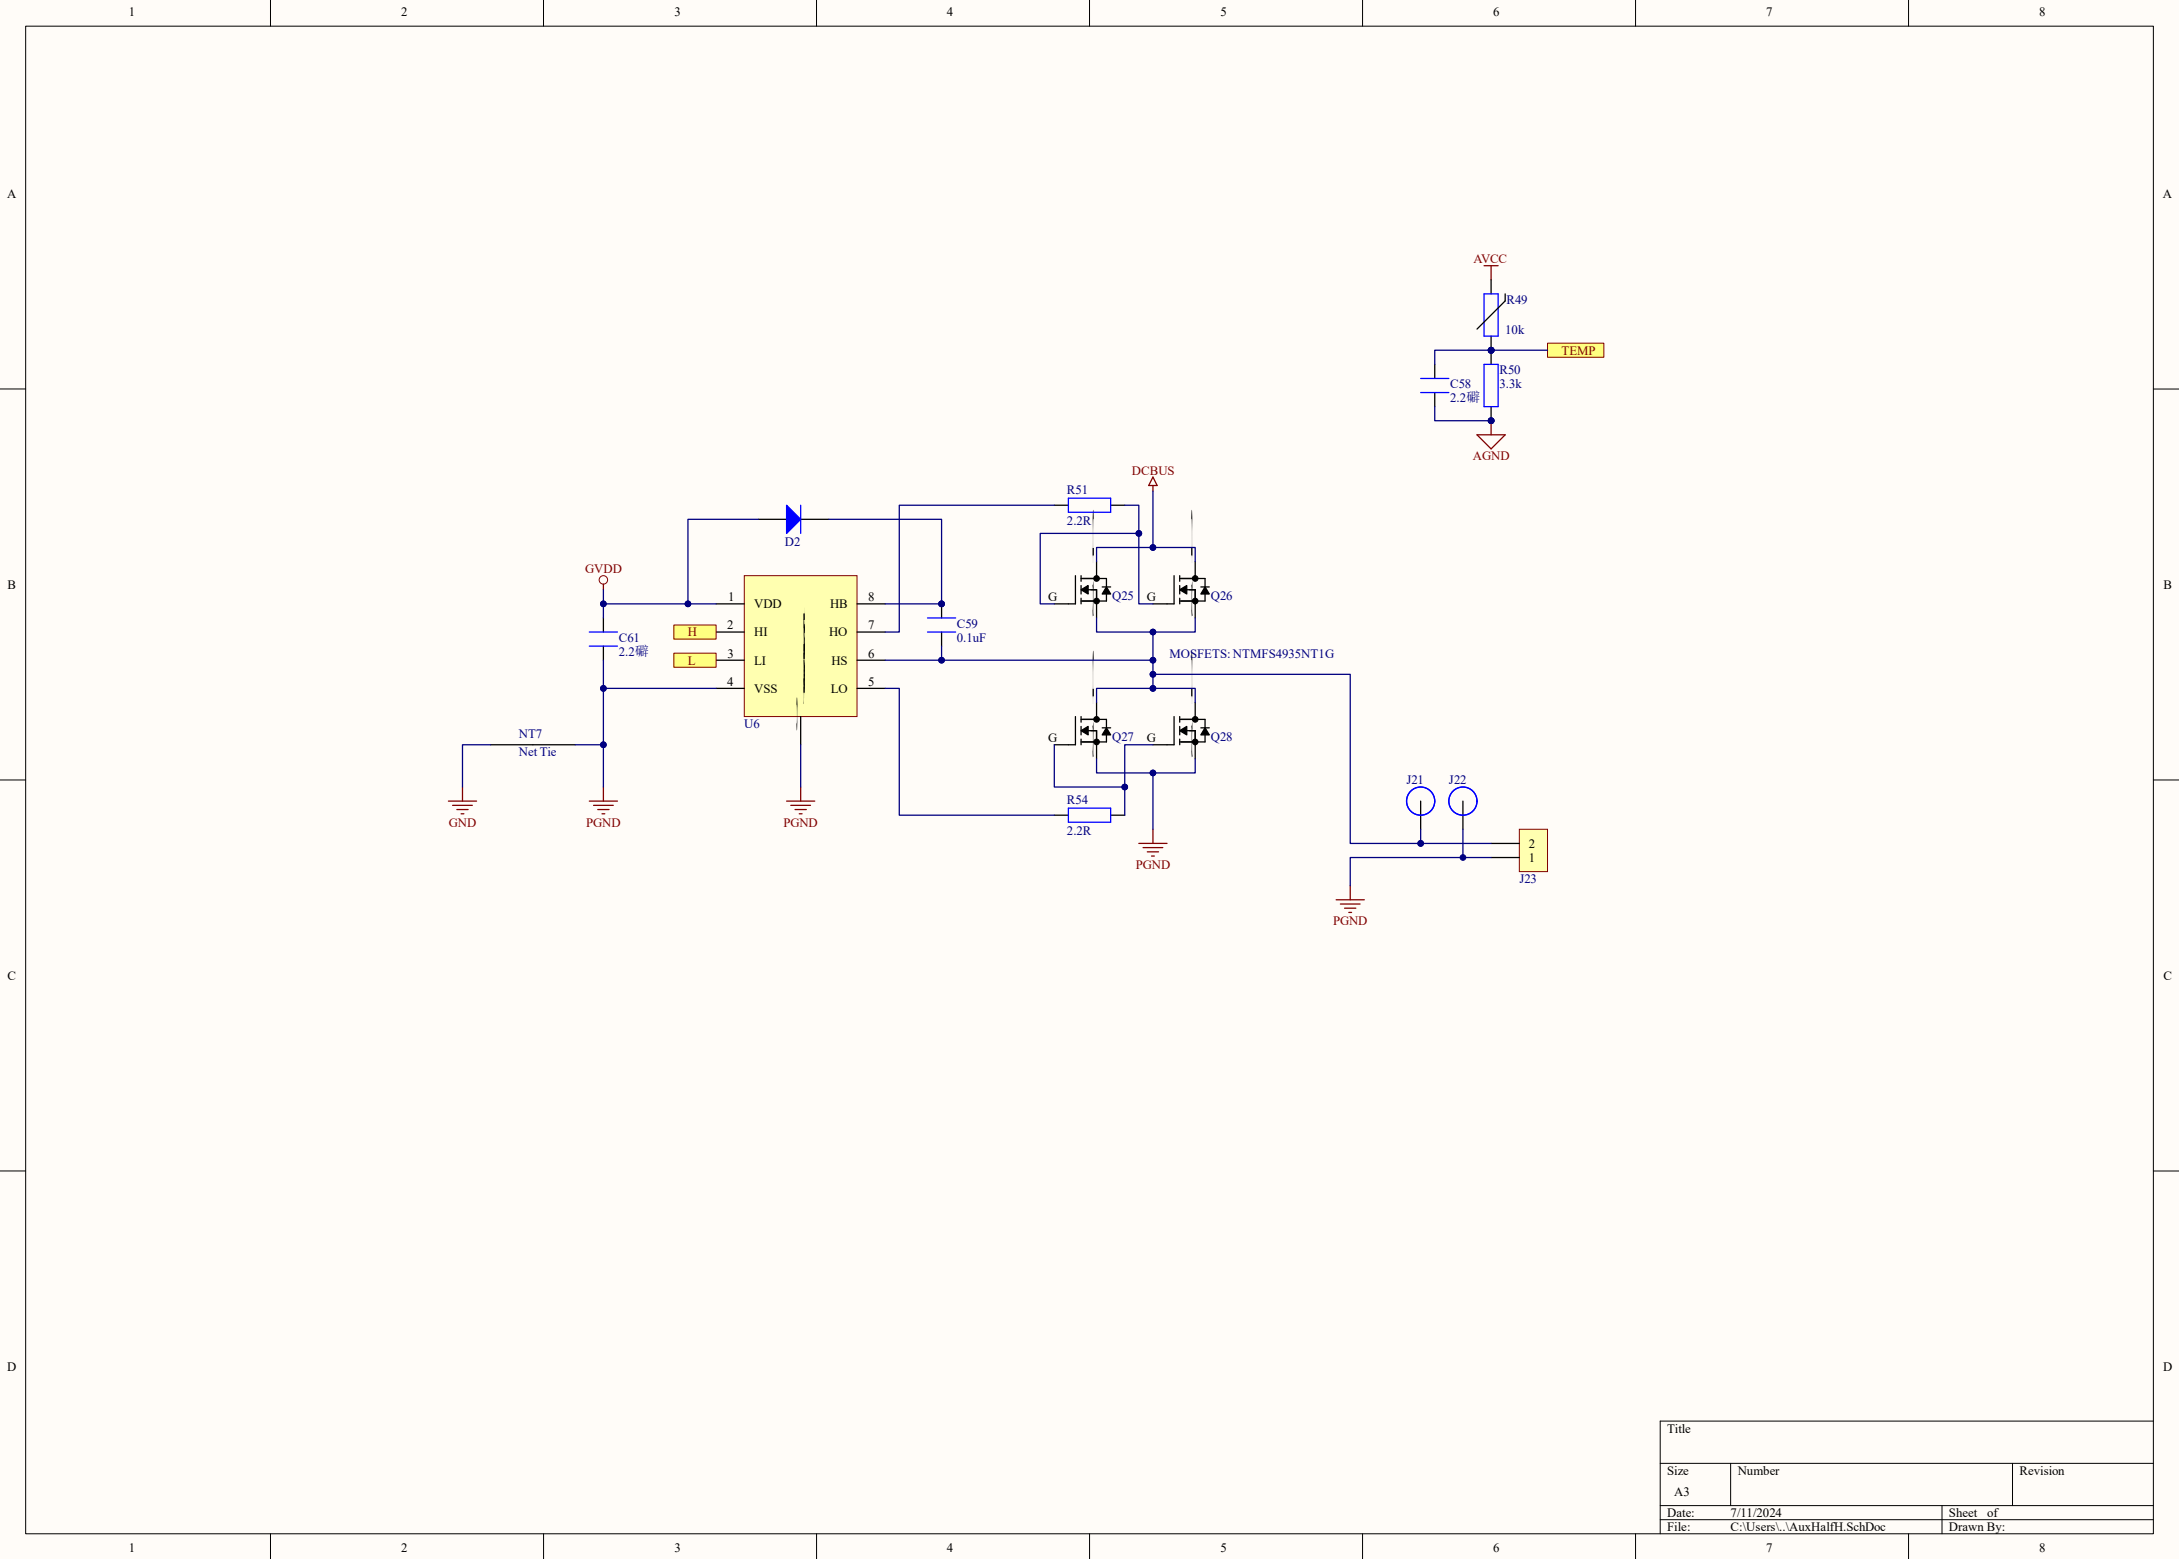 1 2 3 4 5 6 7 8
A A
AVCC
R49
10k
TEMP
R50
3.3k
C58
2.2礕
AGND
DCBUS
R51
2.2R
D2
GVDD
B B
1 VDD HB 8
H 2 HI HO 7
L 3 LI HS 6
4 VSS LO 5
U6
C61
2.2礕
C59
0.1uF
G Q25 G Q26
MOSFETS: NTMFS4935NT1G
G Q27 G Q28
NT7
Net Tie
R54
2.2R
GND
PGND
PGND
PGND
J21 J22
2
1
J23
PGND
C C
D D
Title
Size Number Revision
A3
Date: 7/11/2024 Sheet of
File: C:\Users\..\AuxHalfH.SchDoc Drawn By:
1 2 3 4 5 6 7 8